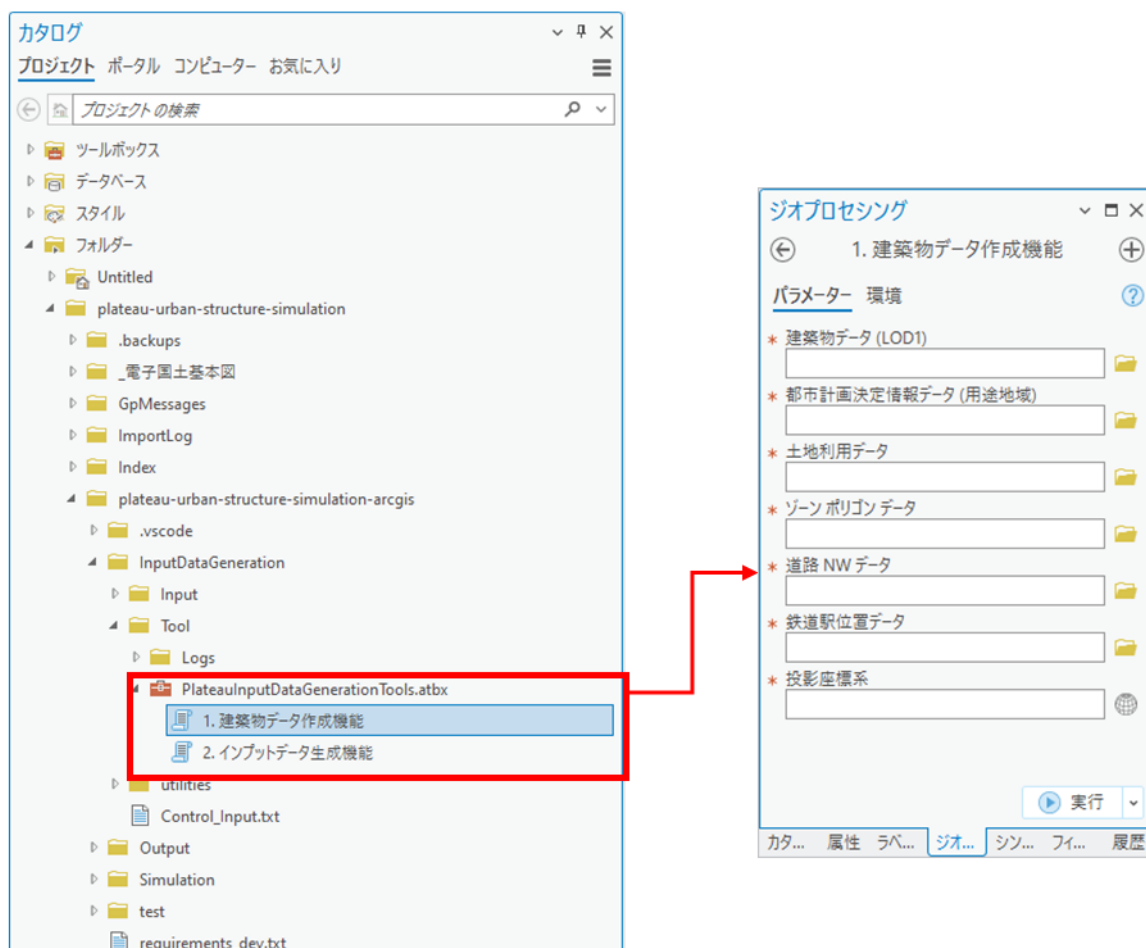 カタログ
プロジェクト ポータル コンピューター お気に入り
プロジェクトの検索
ツールボックス
データベース
スタイル
フォルダー
Untitled
plateau-urban-structure-simulation
.backups
_電子国土基本図
GpMessages
ImportLog
Index
plateau-urban-structure-simulation-arcgis
.vscode
InputDataGeneration
Input
Tool
Logs
PlateauInputDataGenerationTools.atbx
1. 建築物データ作成機能
2. インプットデータ生成機能
utilities
Control_Input.txt
Output
Simulation
test
requirements_dev.txt
ジオプロセシング
1. 建築物データ作成機能
パラメーター 環境
* 建築物データ (LOD1)
* 都市計画決定情報データ (用途地域)
* 土地利用データ
* ゾーン ポリゴン データ
* 道路 NW データ
* 鉄道駅位置データ
* 投影座標系
実行
カタ... 属性 ラベ... ジオ... シン... フィ... 履歴